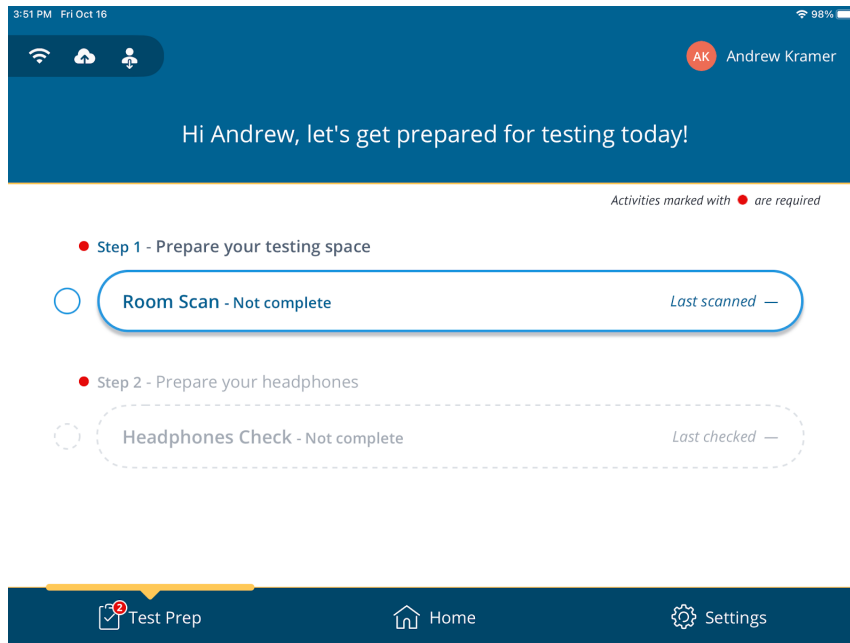 3:51 PM Fri Oct 16 98%
AK Andrew Kramer
Hi Andrew, let's get prepared for testing today!
Activities marked with ● are required
Step 1 - Prepare your testing space
Room Scan - Not complete Last scanned —
Step 2 - Prepare your headphones
Headphones Check - Not complete Last checked —
2 Test Prep Home Settings